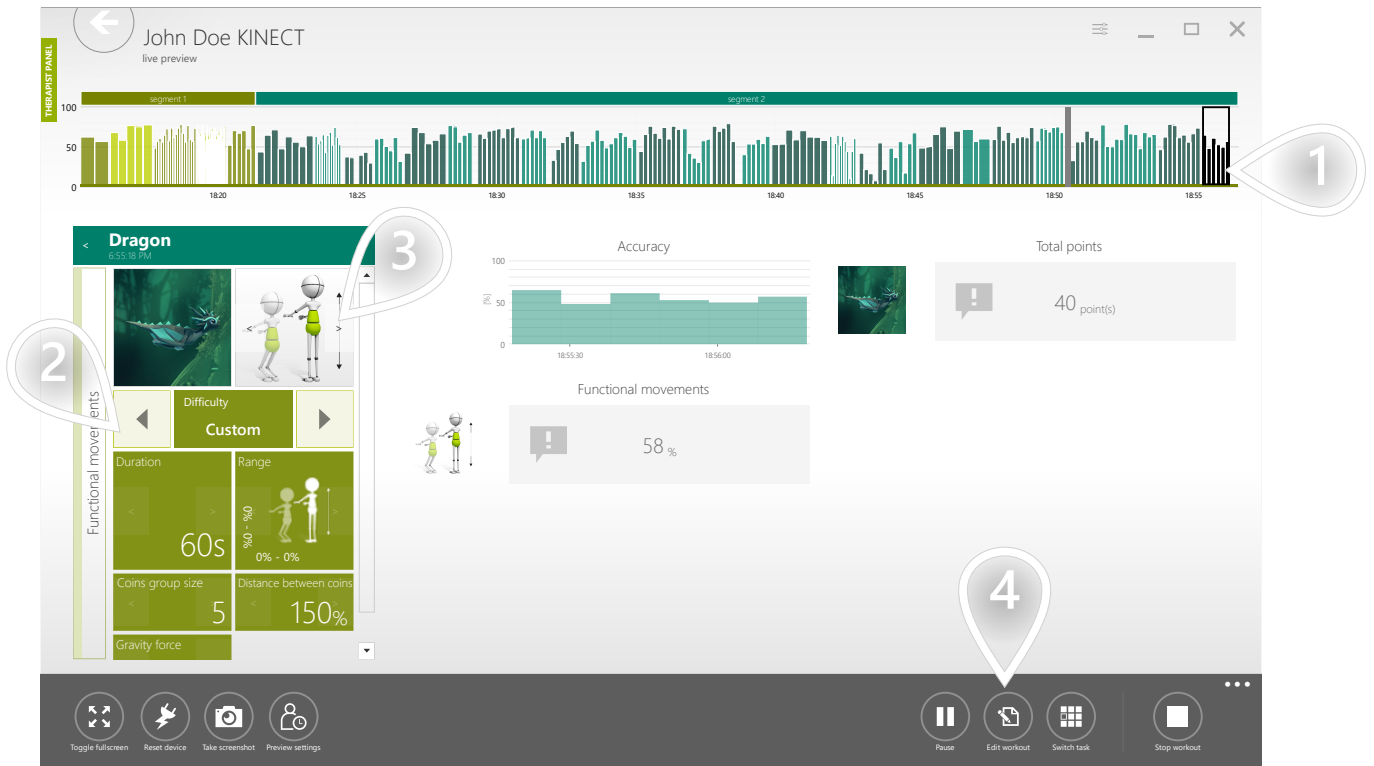 John Doe KINECT
live preview
THERAPIST PANEL
segment 1
segment 2
100
50
0
18:20
18:25
18:30
18:35
18:40
18:45
18:50
18:55
1
< Dragon
6:55:18 PM
3
2
Functional movements
< >
Difficulty
Custom
Duration
< >
60s
Range
>
0% - 0%
0% - 0%
Coins group size
<
5
Distance between coins
< >
150%
Gravity force
Accuracy
[%]
100
50
0
18:55:30
18:56:00
Total points
40 point(s)
Functional movements
58 %
4
Toggle fullscreen
Reset device
Take screenshot
Preview settings
Pause
Edit workout
Switch task
Stop workout